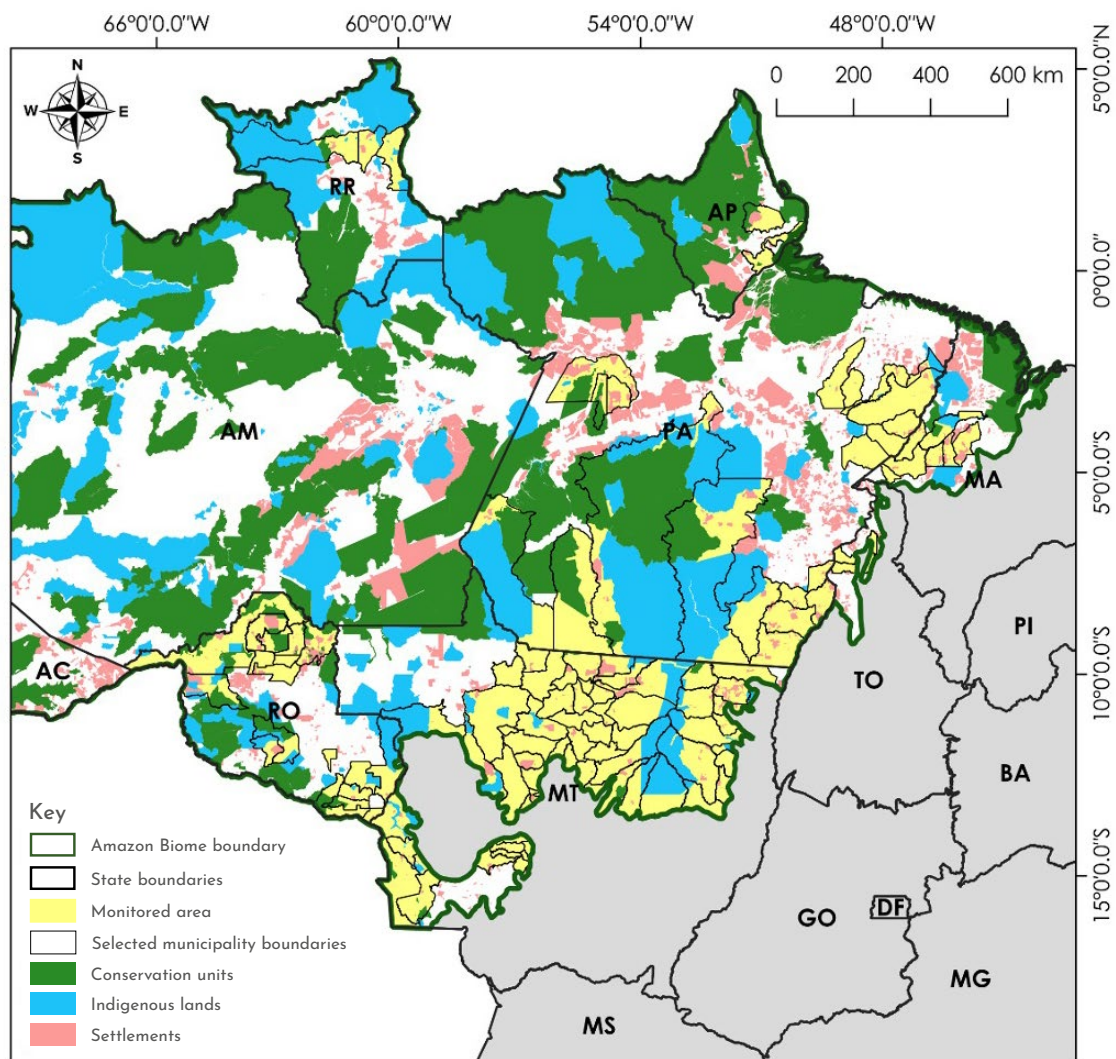 66°0'0.0"W
60°0'0.0"W
54°0'0.0"W
48°0'0.0"W
N
W
E
S
0
200
400
600 km
5°0'0.0"N
0°0'0.0"
5°0'0.0"S
10°0'0.0"S
15°0'0.0"S
RR
AP
AM
PA
MA
AC
RO
MT
TO
PI
BA
GO
DF
MG
MS
Key
Amazon Biome boundary
State boundaries
Monitored area
Selected municipality boundaries
Conservation units
Indigenous lands
Settlements